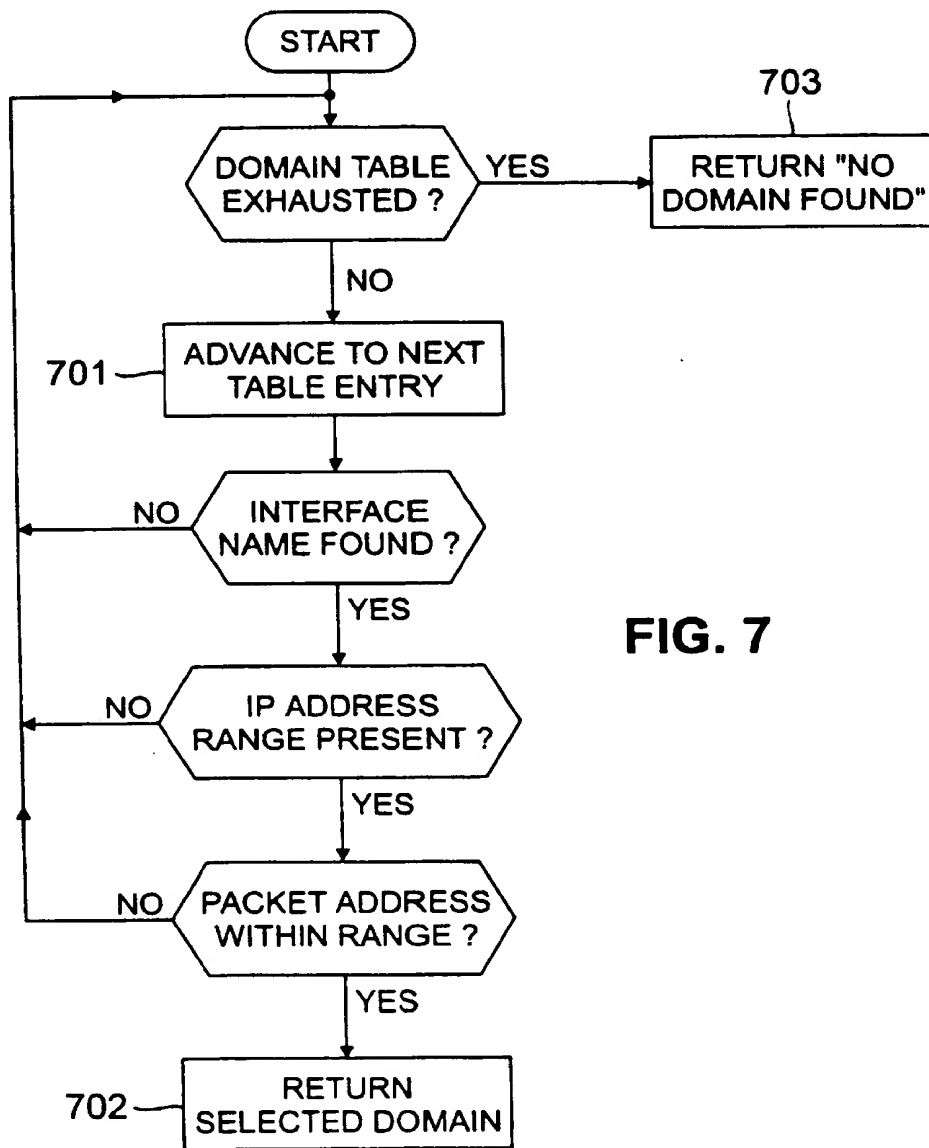 START
703
DOMAIN TABLE
EXHAUSTED ?
YES
RETURN "NO
DOMAIN FOUND"
NO
701
ADVANCE TO NEXT
TABLE ENTRY
NO
INTERFACE
NAME FOUND ?
YES
FIG. 7
NO
IP ADDRESS
RANGE PRESENT ?
YES
NO
PACKET ADDRESS
WITHIN RANGE ?
YES
702
RETURN
SELECTED DOMAIN